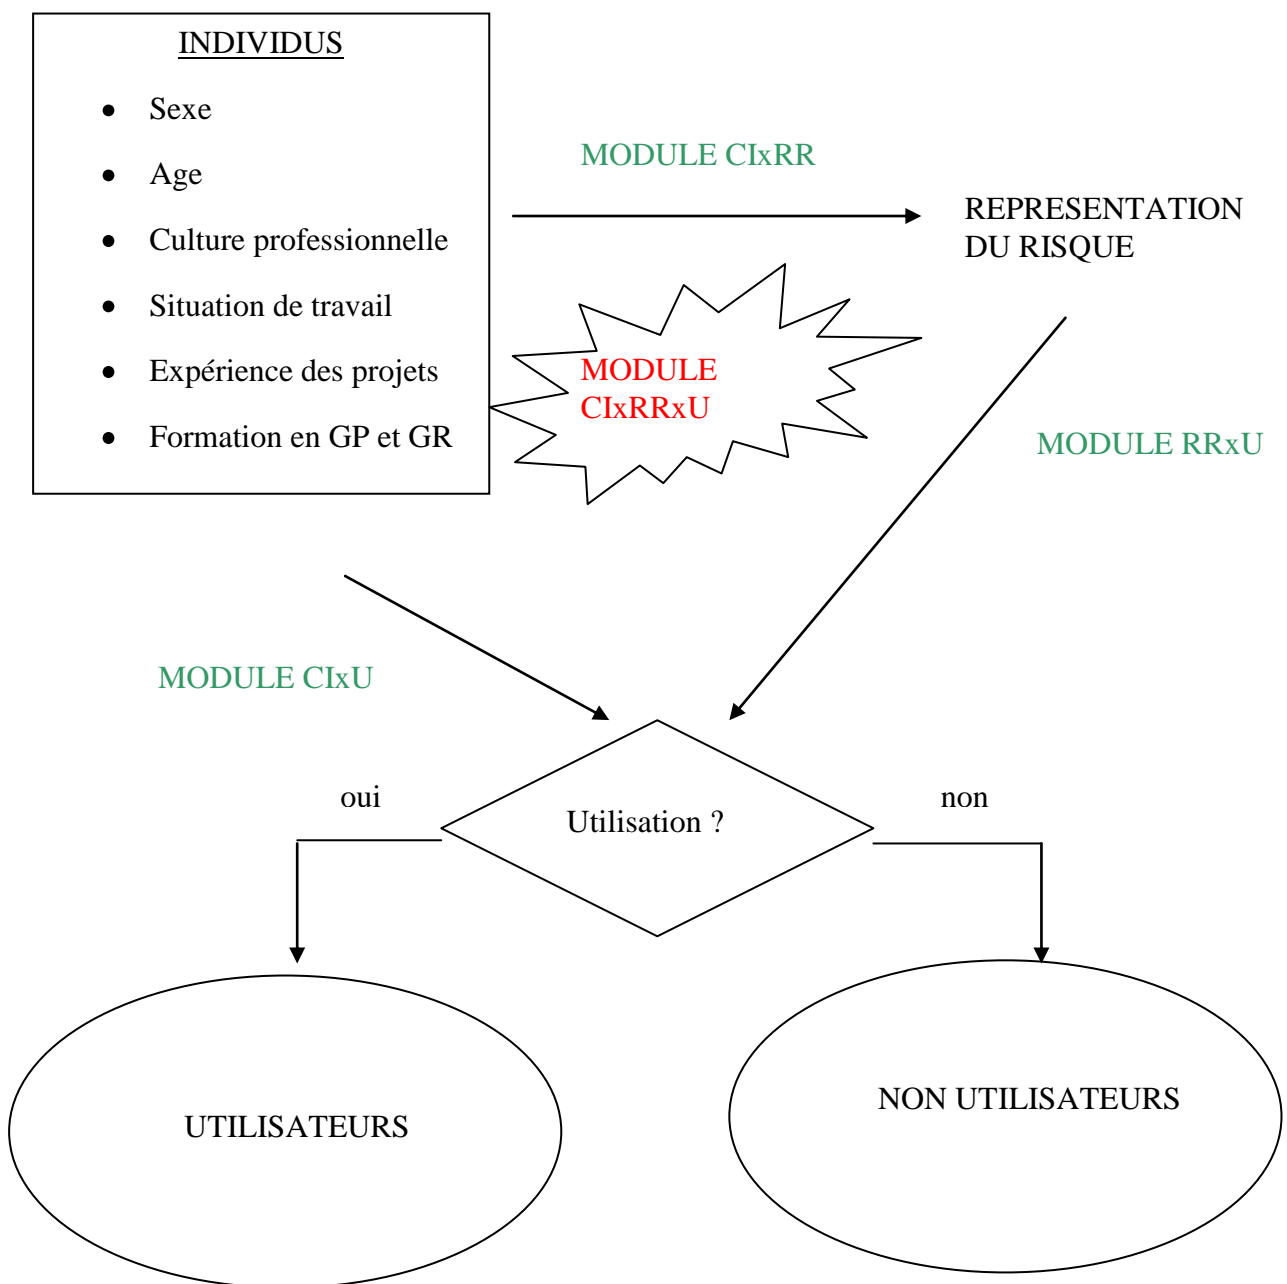 INDIVIDUS
• Sexe
• Age
• Culture professionnelle
• Situation de travail
• Expérience des projets
• Formation en GP et GR
MODULE CIxRR
REPRESENTATION
DU RISQUE
MODULE
CIxRRxU
MODULE RRxU
MODULE CIxU
oui
Utilisation ?
non
UTILISATEURS
NON UTILISATEURS